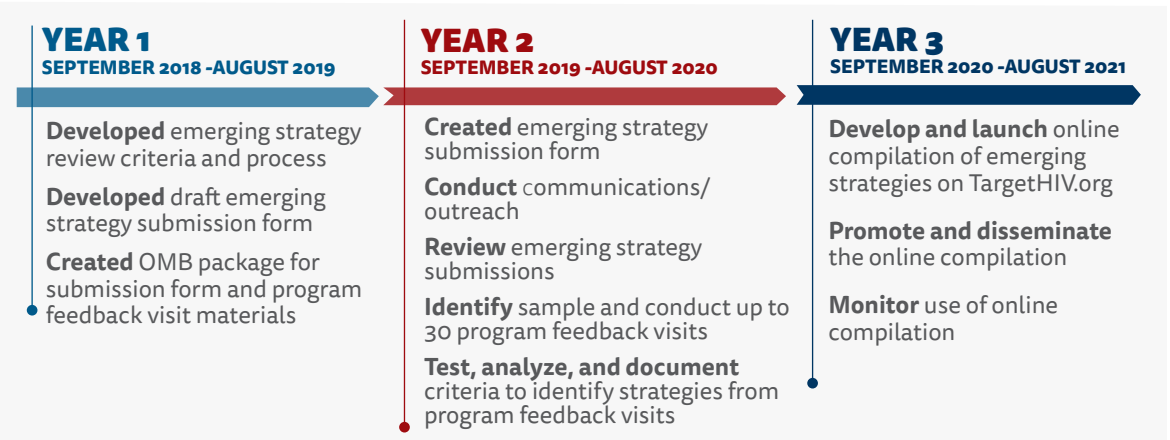 YEAR 1
SEPTEMBER 2018 -AUGUST 2019
Developed emerging strategy
review criteria and process
Developed draft emerging
strategy submission form
Created OMB package for
submission form and program
feedback visit materials
YEAR 2
SEPTEMBER 2019 -AUGUST 2020
Created emerging strategy
submission form
Conduct communications/
outreach
Review emerging strategy
submissions
Identify sample and conduct up to
30 program feedback visits
Test, analyze, and document
criteria to identify strategies from
program feedback visits
YEAR 3
SEPTEMBER 2020 -AUGUST 2021
Develop and launch online
compilation of emerging
strategies on TargetHIV.org
Promote and disseminate
the online compilation
Monitor use of online
compilation